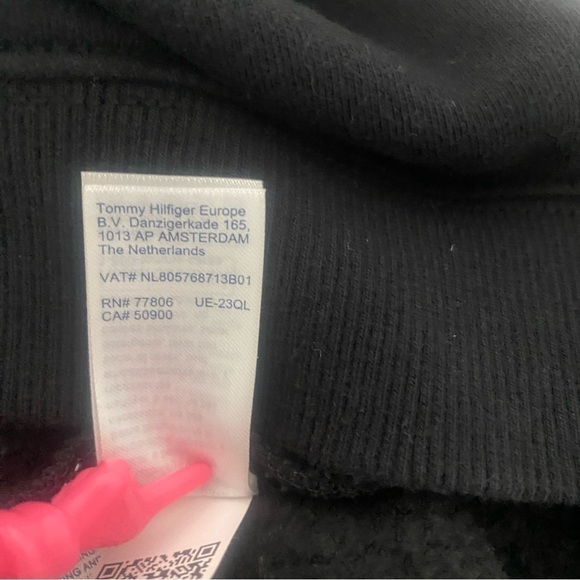 Tommy Hilfiger Europe
B.V. Danzigerkade 165,
1013 AP AMSTERDAM
The Netherlands
VAT# NL805768713B01
RN# 77806 UE-23QL
CA# 50900